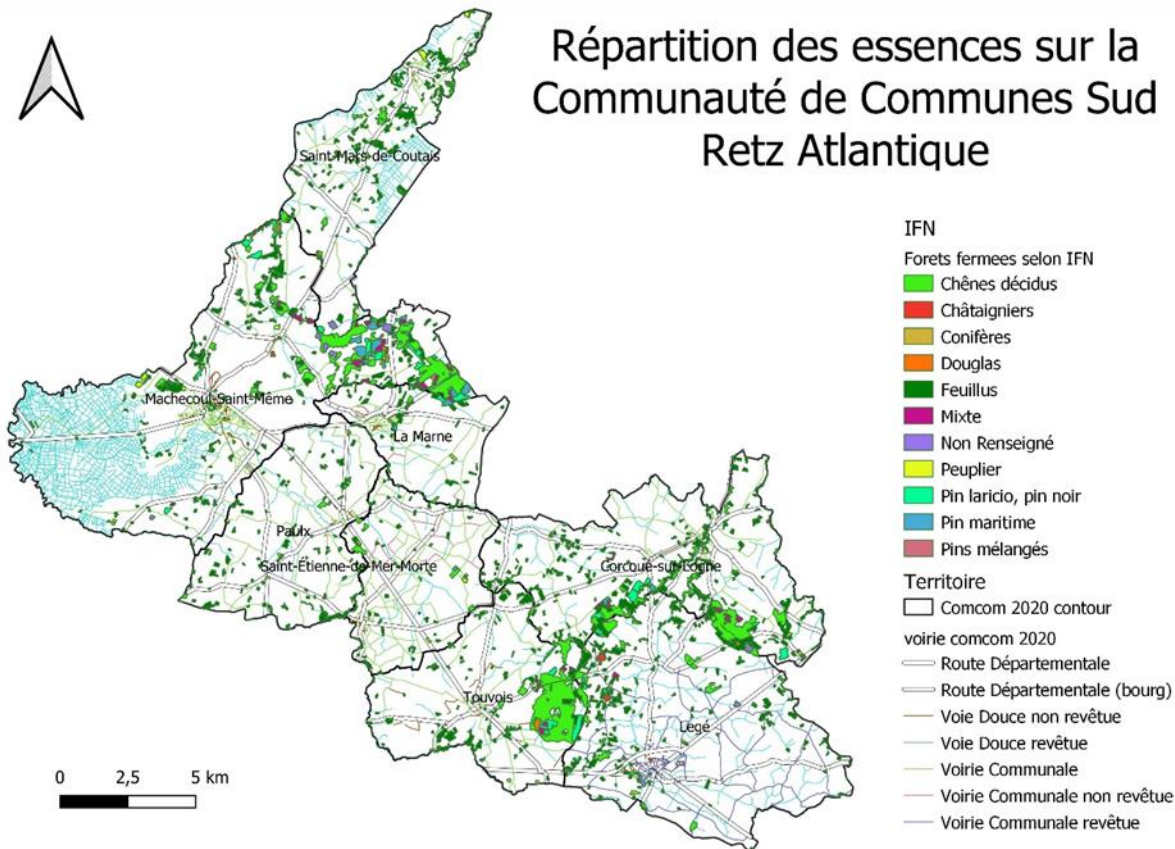 Répartition des essences sur la
Communauté de Communes Sud
Retz Atlantique
Saint-Mars-de-Coutais
Machecoul-Saint-Même
La Marne
Paulx
Saint-Étienne-de-Mer-Morte
Corcoué-sur-Logne
Touvois
Legé
IFN
Forets fermees selon IFN
Chênes décidus
Châtaigniers
Conifères
Douglas
Feuillus
Mixte
Non Renseigné
Peuplier
Pin laricio, pin noir
Pin maritime
Pins mélangés
Territoire
Comcom 2020 contour
voirie comcom 2020
Route Départementale
Route Départementale (bourg)
Voie Douce non revêtue
Voie Douce revêtue
Voirie Communale
Voirie Communale non revêtue
Voirie Communale revêtue
0 2,5 5 km